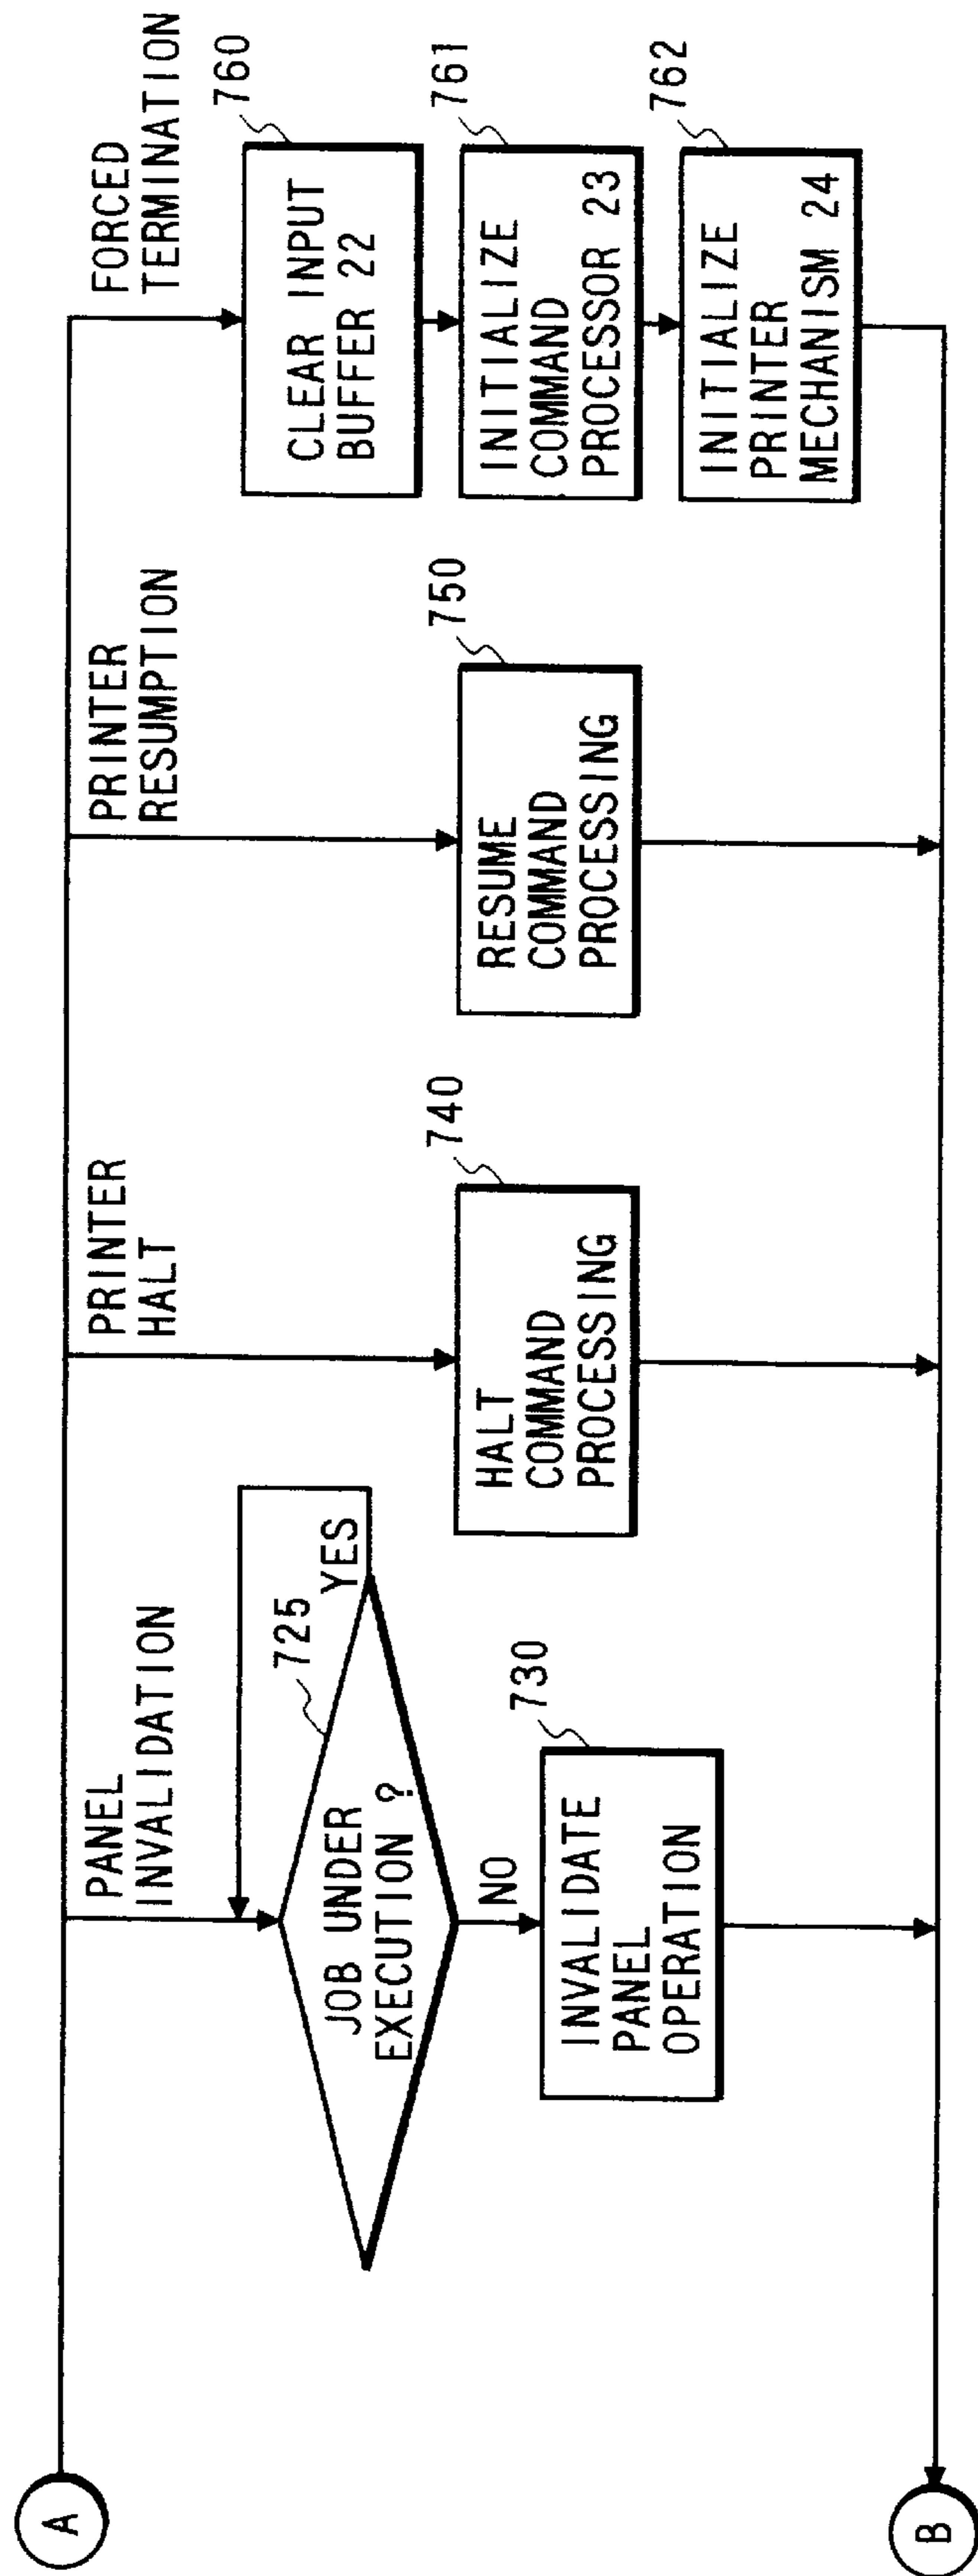 A
PANEL
INVALIDATION
725
JOB UNDER
EXECUTION ?
YES
NO
730
INVALIDATE
PANEL
OPERATION
PRINTER
HALT
740
HALT
COMMAND
PROCESSING
PRINTER
RESUMPTION
750
RESUME
COMMAND
PROCESSING
FORCED
TERMINATION
760
CLEAR INPUT
BUFFER 22
761
INITIALIZE
COMMAND
PROCESSOR 23
762
INITIALIZE
PRINTER
MECHANISM 24
B